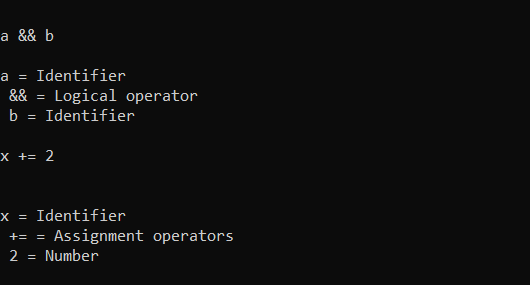 a && b
a = Identifier
&& = Logical operator
b = Identifier
x += 2
x = Identifier
+= = Assignment operators
2 = Number